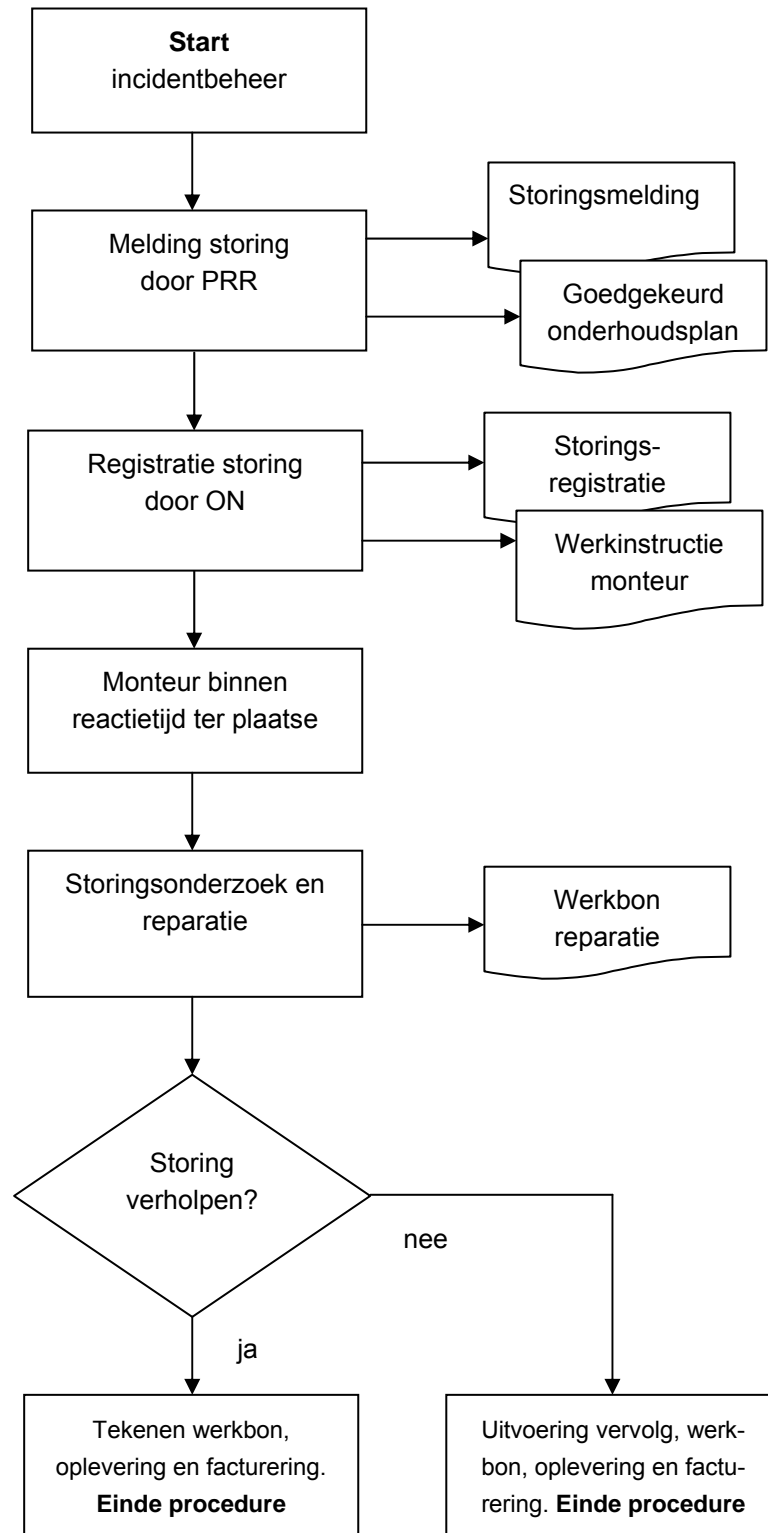 Start
incidentbeheer
Melding storing
door PRR
Storingsmelding
Goedgekeurd
onderhoudsplan
Registratie storing
door ON
Storings-
registratie
Werkinstructie
monteur
Monteur binnen
reactietijd ter plaatse
Storingsonderzoek en
reparatie
Werkbon
reparatie
Storing
verholpen?
nee
ja
Tekenen werkbon,
oplevering en facturering.
Einde procedure
Uitvoering vervolg, werk-
bon, oplevering en factu-
rering. Einde procedure